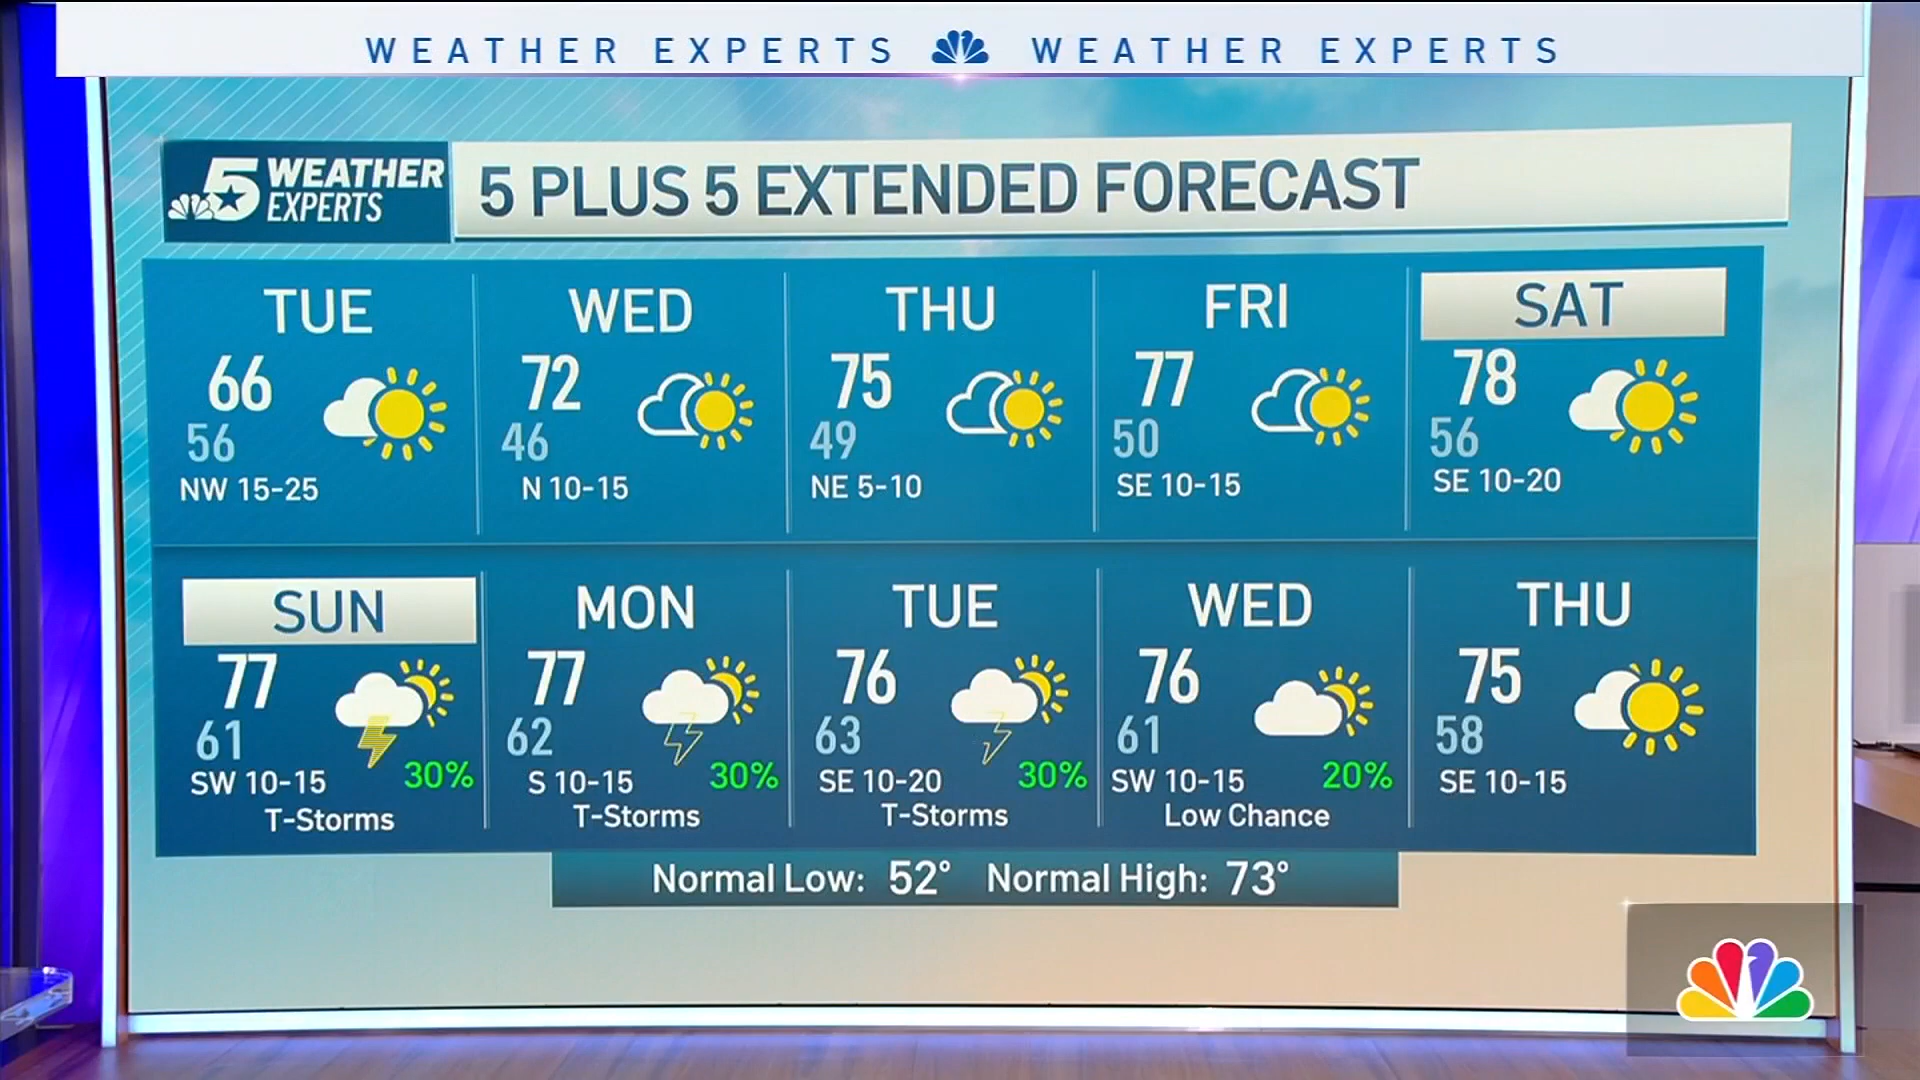 WEATHER EXPERTS WEATHER EXPERTS
5 WEATHER EXPERTS
5 PLUS 5 EXTENDED FORECAST
TUE
66
56
NW 15-25
WED
72
46
N 10-15
THU
75
49
NE 5-10
FRI
77
50
SE 10-15
SAT
78
56
SE 10-20
SUN
77
61
SW 10-15
30%
T-Storms
MON
77
62
S 10-15
30%
T-Storms
TUE
76
63
SE 10-20
30%
T-Storms
WED
76
61
SW 10-15
20%
Low Chance
THU
75
58
SE 10-15
Normal Low: 52° Normal High: 73°